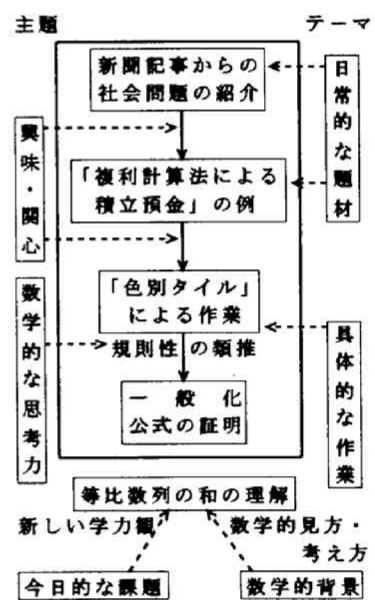 主題
テーマ
新聞記事からの
社会問題の紹介
日常的な題材
興味・関心
「複利計算法による
積立預金」の例
数学的な思考力
「色別タイル」
による作業
規則性の類推
具体的な作業
一般化
公式の証明
等比数列の和の理解
新しい学力観
数学的見方・
考え方
今日的な課題
数学的背景